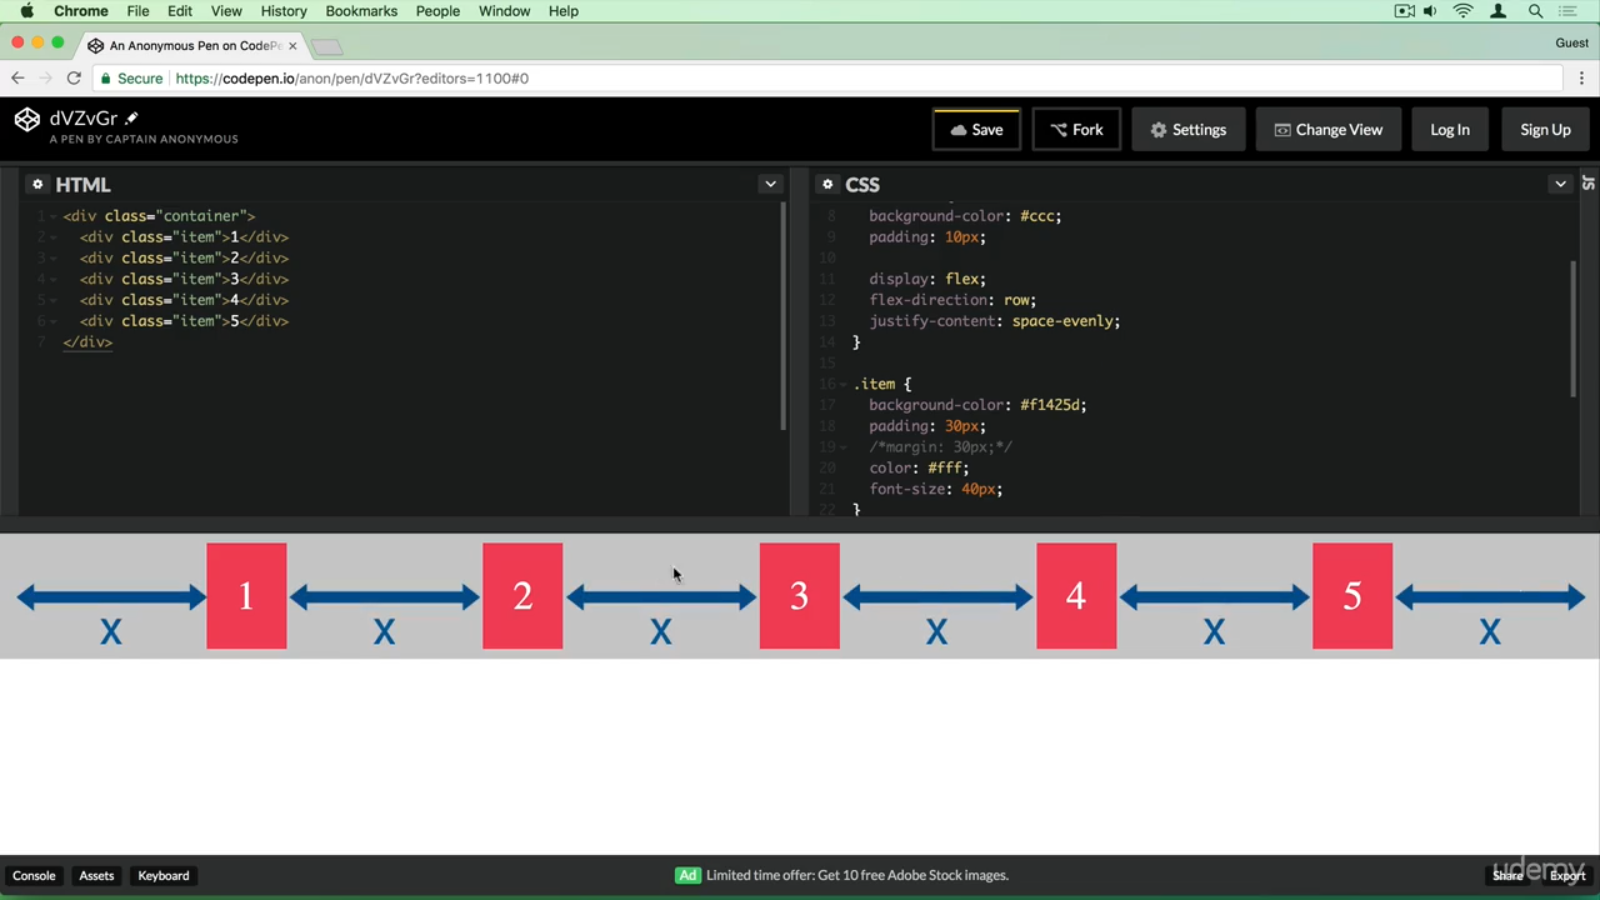 Chrome File Edit View History Bookmarks People Window Help
An Anonymous Pen on CodePe
Guest
Secure https://codepen.io/anon/pen/dVZvGr?editors=1100#0
dVZvGr
A PEN BY CAPTAIN ANONYMOUS
Save Fork Settings Change View Log In Sign Up
HTML
1 <div class="container">
2 <div class="item">1</div>
3 <div class="item">2</div>
4 <div class="item">3</div>
5 <div class="item">4</div>
6 <div class="item">5</div>
7 </div>
CSS
JS
8 background-color: #ccc;
9 padding: 10px;
10
11 display: flex;
12 flex-direction: row;
13 justify-content: space-evenly;
14 }
15
16 .item {
17 background-color: #f1425d;
18 padding: 30px;
19 /*margin: 30px;*/
20 color: #fff;
21 font-size: 40px;
22 }
1 2 3 4 5
X X X X X X
Console Assets Keyboard
Ad Limited time offer: Get 10 free Adobe Stock images.
Share Export
udemy